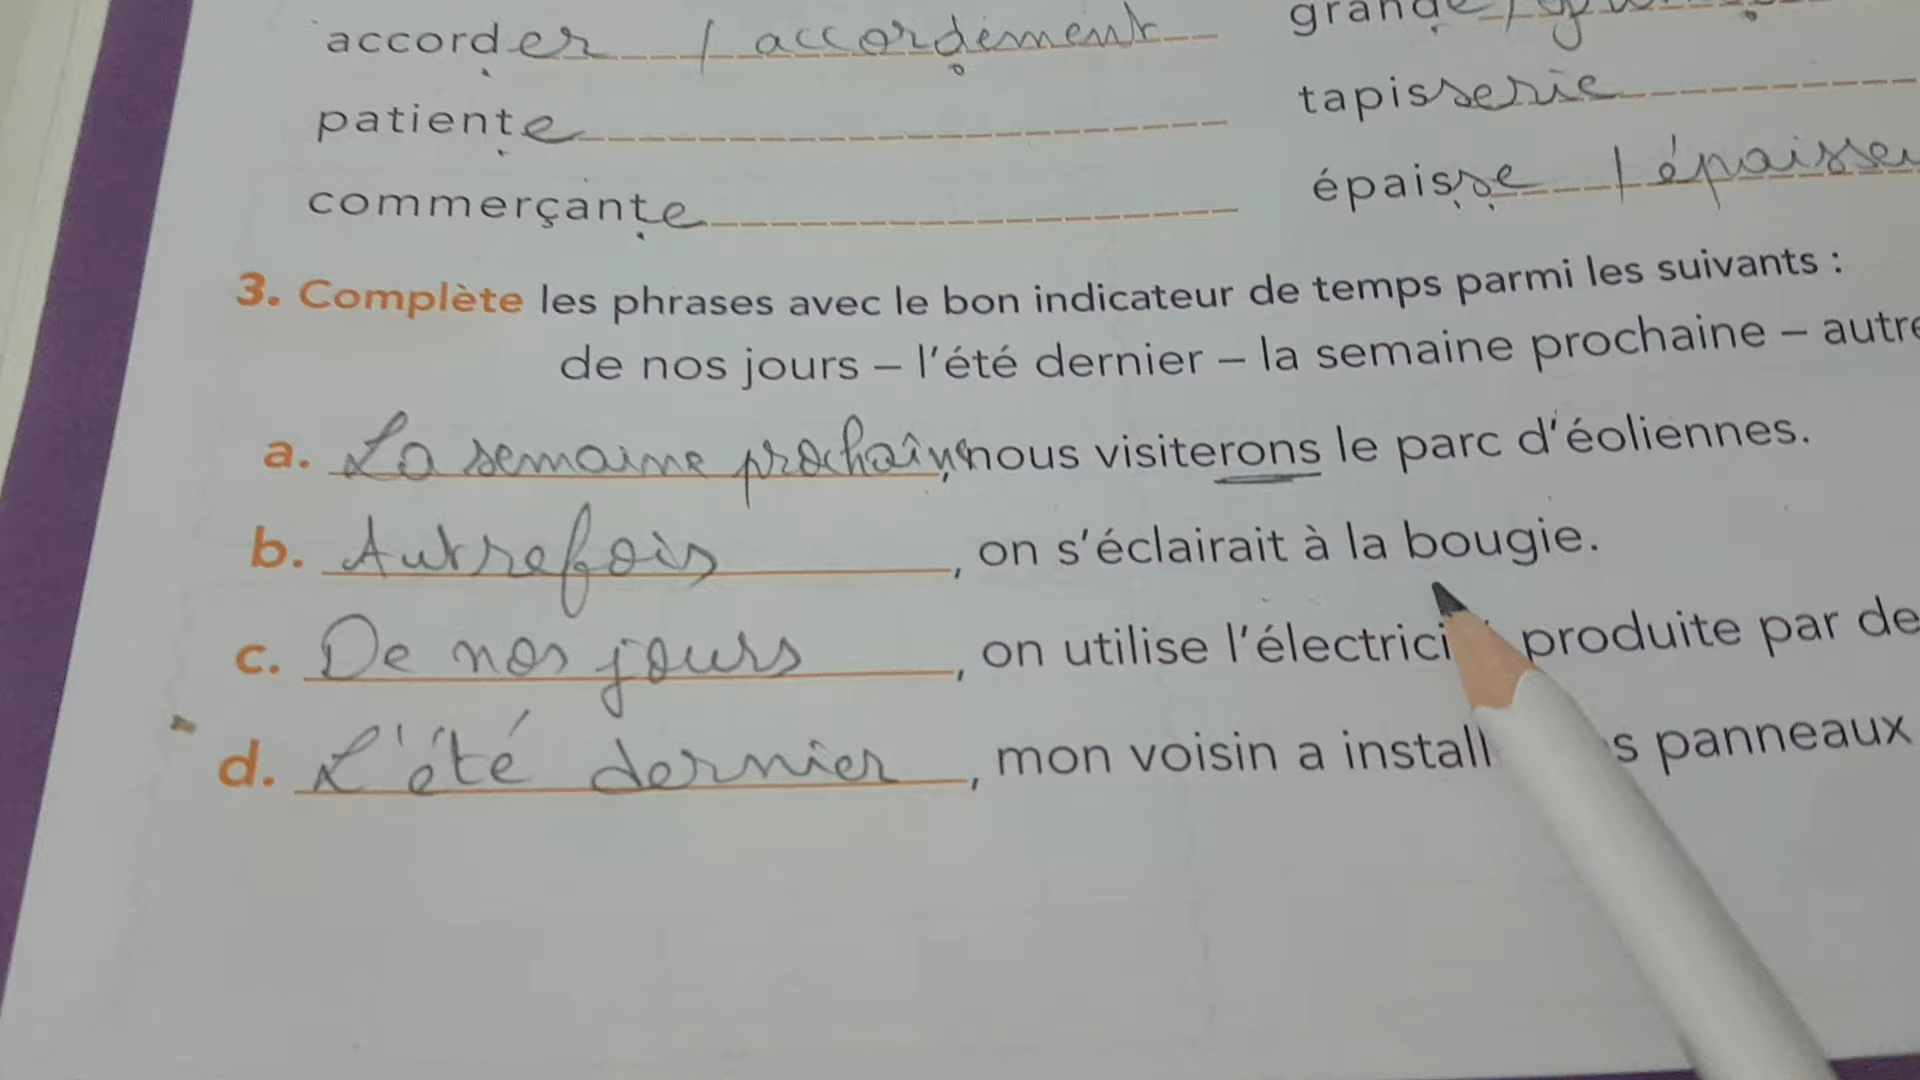 accorder / accordement
grande /
patiente
tapisserie
commerçante
épaisse / épaisse
3. Complète les phrases avec le bon indicateur de temps parmi les suivants :
de nos jours – l'été dernier – la semaine prochaine – autre
a. La semaine prochaîne, nous visiterons le parc d'éoliennes.
b. Autrefois, on s'éclairait à la bougie.
c. De nos jours, on utilise l'électrici produite par de
d. L'été dernier, mon voisin a install s panneaux